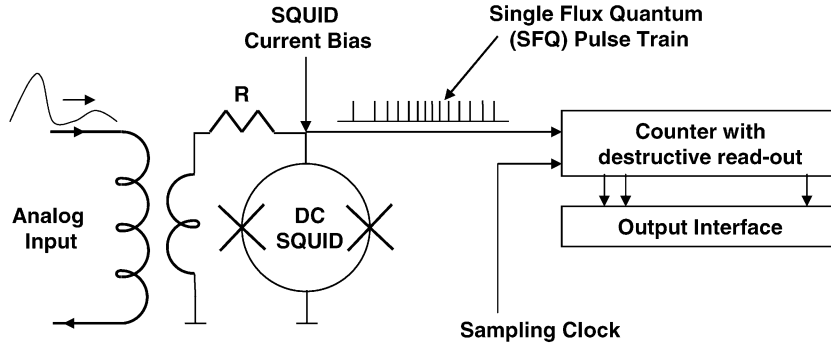 SQUID
Current Bias
Single Flux Quantum
(SFQ) Pulse Train
R
Counter with
destructive read-out
Analog
Input
DC
SQUID
Output Interface
Sampling Clock